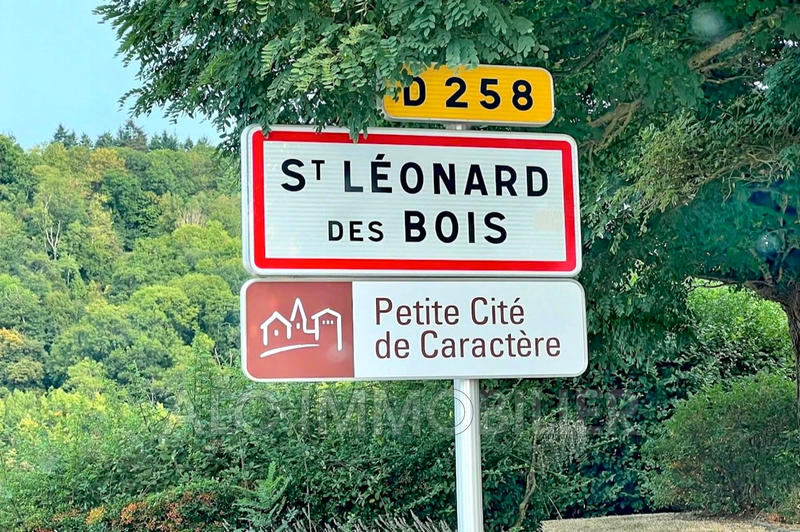 D 258
ST LÉONARD
DES BOIS
Petite Cité
de Caractère